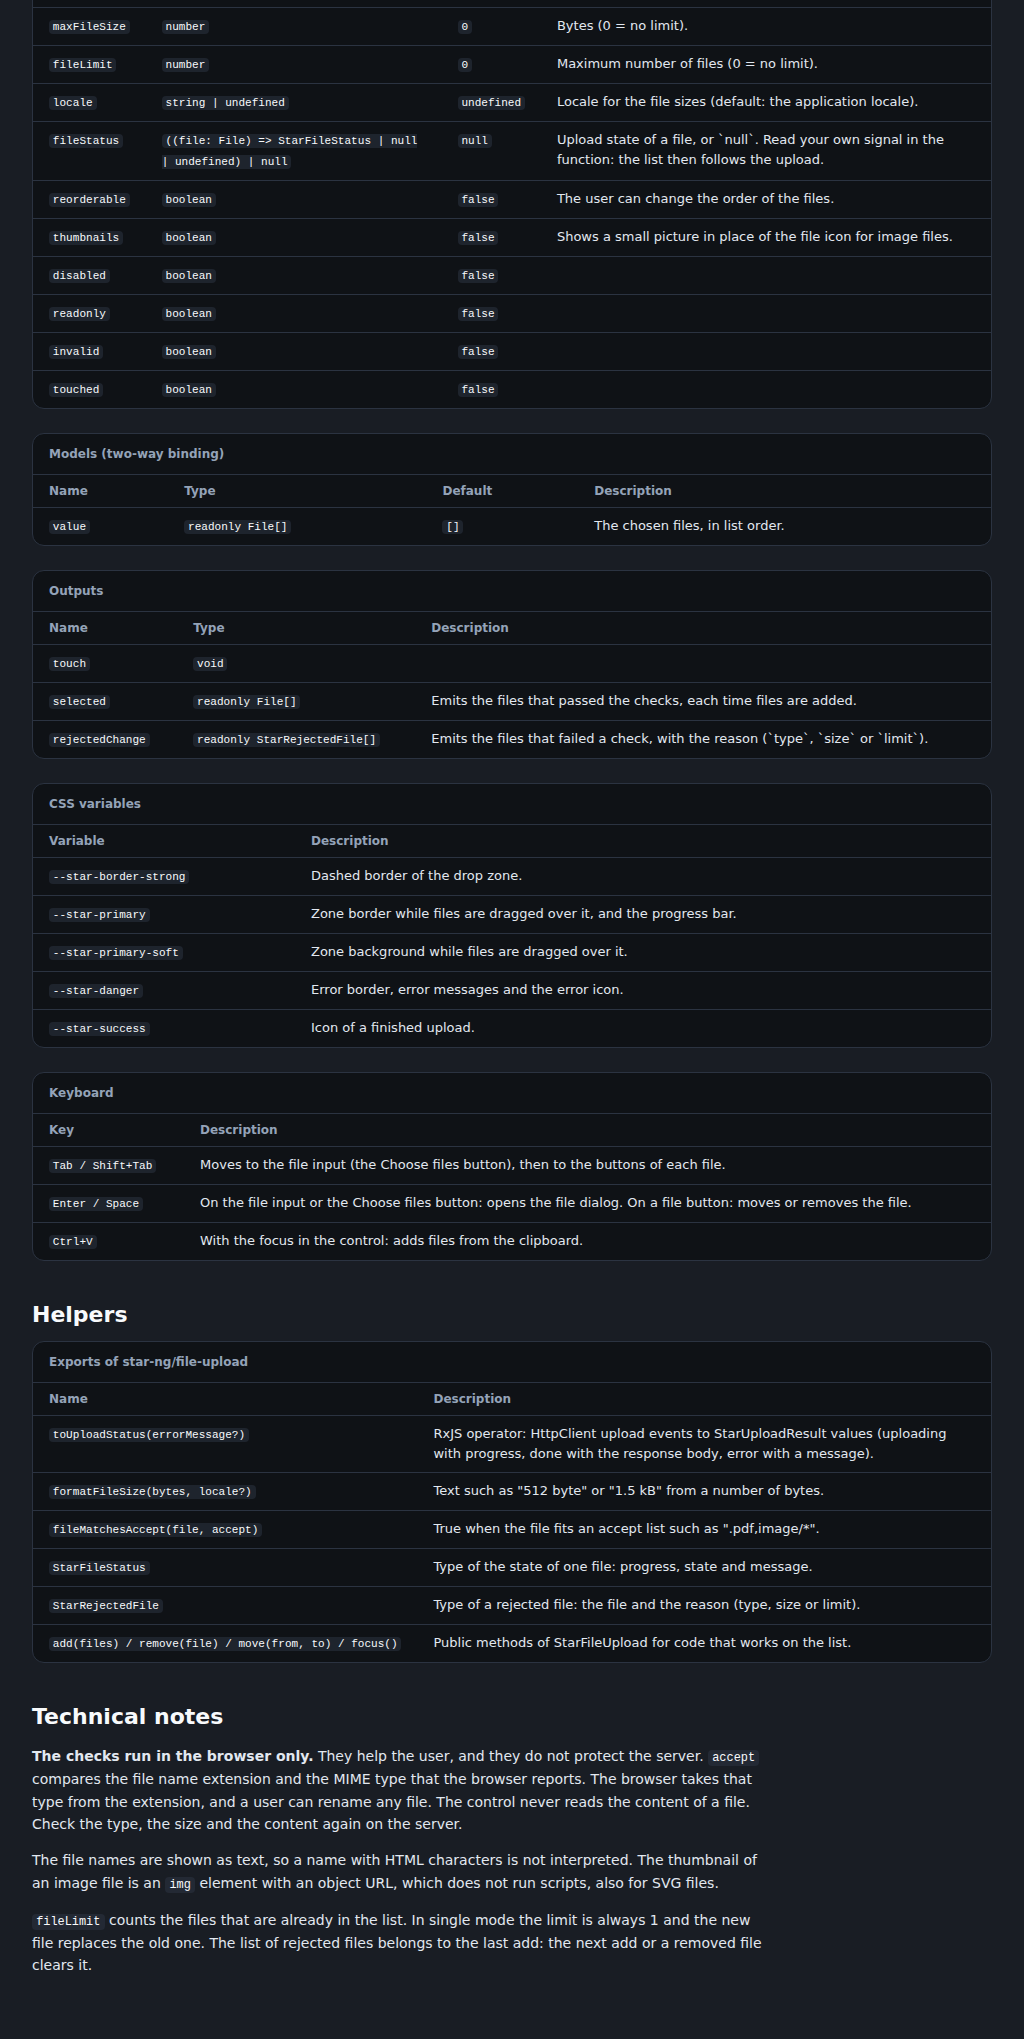 maxFileSize number 0 Bytes (0 = no limit).
fileLimit number 0 Maximum number of files (0 = no limit).
locale string | undefined undefined Locale for the file sizes (default: the application locale).
fileStatus ((file: File) => StarFileStatus | null null Upload state of a file, or `null`. Read your own signal in the
| undefined) | null function: the list then follows the upload.
reorderable boolean false The user can change the order of the files.
thumbnails boolean false Shows a small picture in place of the file icon for image files.
disabled boolean false
readonly boolean false
invalid boolean false
touched boolean false
Models (two-way binding)
Name Type Default Description
value readonly File[] [] The chosen files, in list order.
Outputs
Name Type Description
touch void
selected readonly File[] Emits the files that passed the checks, each time files are added.
rejectedChange readonly StarRejectedFile[] Emits the files that failed a check, with the reason (`type`, `size` or `limit`).
CSS variables
Variable Description
--star-border-strong Dashed border of the drop zone.
--star-primary Zone border while files are dragged over it, and the progress bar.
--star-primary-soft Zone background while files are dragged over it.
--star-danger Error border, error messages and the error icon.
--star-success Icon of a finished upload.
Keyboard
Key Description
Tab / Shift+Tab Moves to the file input (the Choose files button), then to the buttons of each file.
Enter / Space On the file input or the Choose files button: opens the file dialog. On a file button: moves or removes the file.
Ctrl+V With the focus in the control: adds files from the clipboard.
Helpers
Exports of star-ng/file-upload
Name Description
toUploadStatus(errorMessage?) RxJS operator: HttpClient upload events to StarUploadResult values (uploading
with progress, done with the response body, error with a message).
formatFileSize(bytes, locale?) Text such as "512 byte" or "1.5 kB" from a number of bytes.
fileMatchesAccept(file, accept) True when the file fits an accept list such as ".pdf,image/*".
StarFileStatus Type of the state of one file: progress, state and message.
StarRejectedFile Type of a rejected file: the file and the reason (type, size or limit).
add(files) / remove(file) / move(from, to) / focus() Public methods of StarFileUpload for code that works on the list.
Technical notes
The checks run in the browser only. They help the user, and they do not protect the server. accept
compares the file name extension and the MIME type that the browser reports. The browser takes that
type from the extension, and a user can rename any file. The control never reads the content of a file.
Check the type, the size and the content again on the server.
The file names are shown as text, so a name with HTML characters is not interpreted. The thumbnail of
an image file is an img element with an object URL, which does not run scripts, also for SVG files.
fileLimit counts the files that are already in the list. In single mode the limit is always 1 and the new
file replaces the old one. The list of rejected files belongs to the last add: the next add or a removed file
clears it.